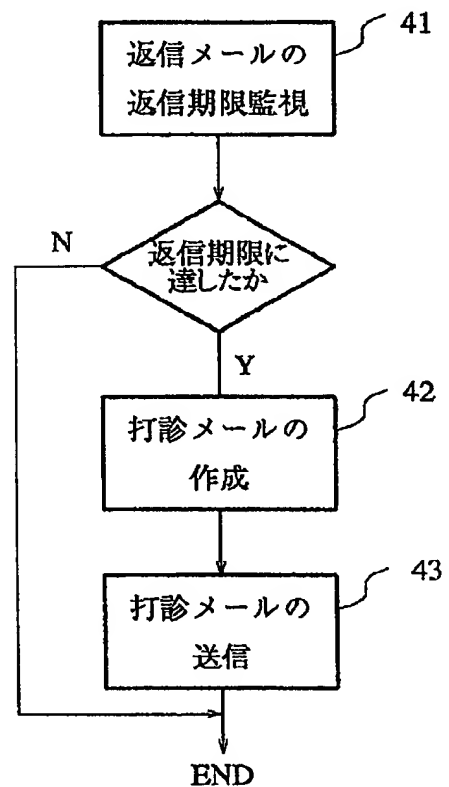 41
返信メールの
返信期限監視
N
返信期限に
達したか
Y
42
打診メールの
作成
43
打診メールの
送信
END